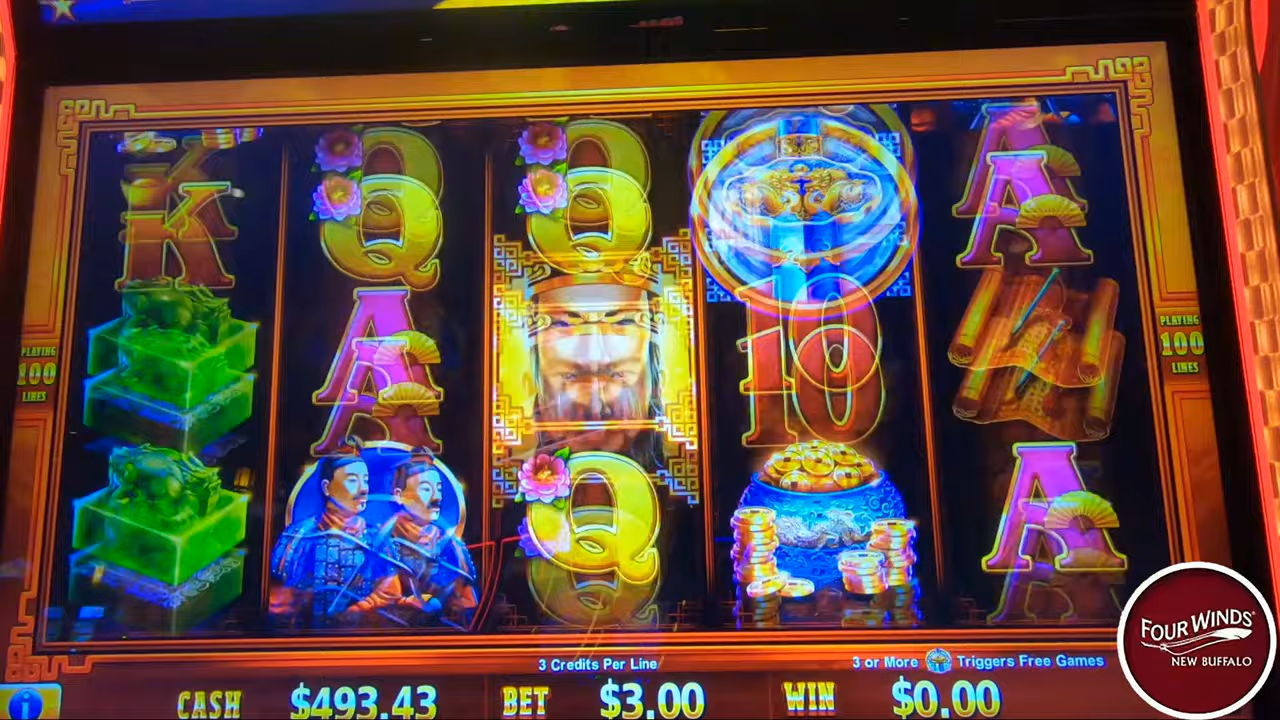 K
Q
Q
A
A
10
Q
A
PLAYING
100
LINES
PLAYING
100
LINES
3 Credits Per Line
3 or More Triggers Free Games
CASH $493.43 BET $3.00 WIN $0.00
i
FOUR WINDS®
NEW BUFFALO